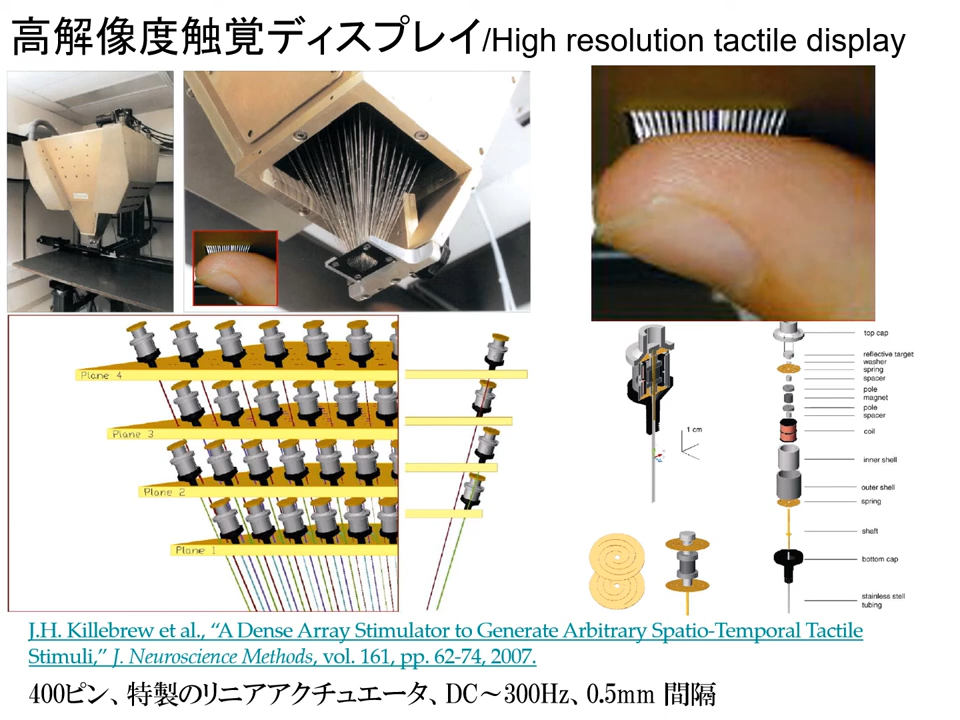 高解像度触覚ディスプレイ/High resolution tactile display
Plane 4
Plane 3
Plane 2
Plane 1
1 cm
top cap
reflective target
washer
spring
spacer
pole
magnet
pole
spacer
coil
inner shell
outer shell
spring
shaft
bottom cap
stainless stell
tubing
J.H. Killebrew et al., “A Dense Array Stimulator to Generate Arbitrary Spatio-Temporal Tactile
Stimuli,” J. Neuroscience Methods, vol. 161, pp. 62-74, 2007.
400ピン、特製のリニアアクチュエータ、DC～300Hz、0.5mm 間隔